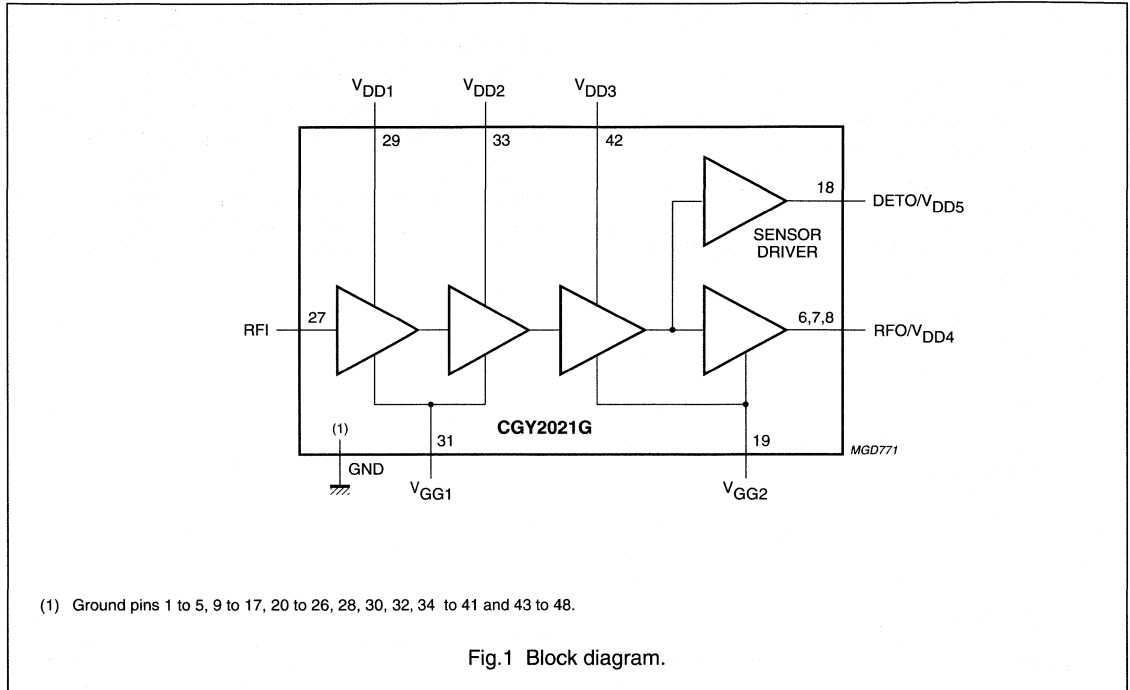 VDD1 VDD2 VDD3
29 33 42
18
DETO/VDD5
SENSOR
DRIVER
RFI 27 6,7,8 RFO/VDD4
(1) CGY2021G
31 19
MGD771
GND
VGG1 VGG2
(1) Ground pins 1 to 5, 9 to 17, 20 to 26, 28, 30, 32, 34 to 41 and 43 to 48.
Fig.1 Block diagram.